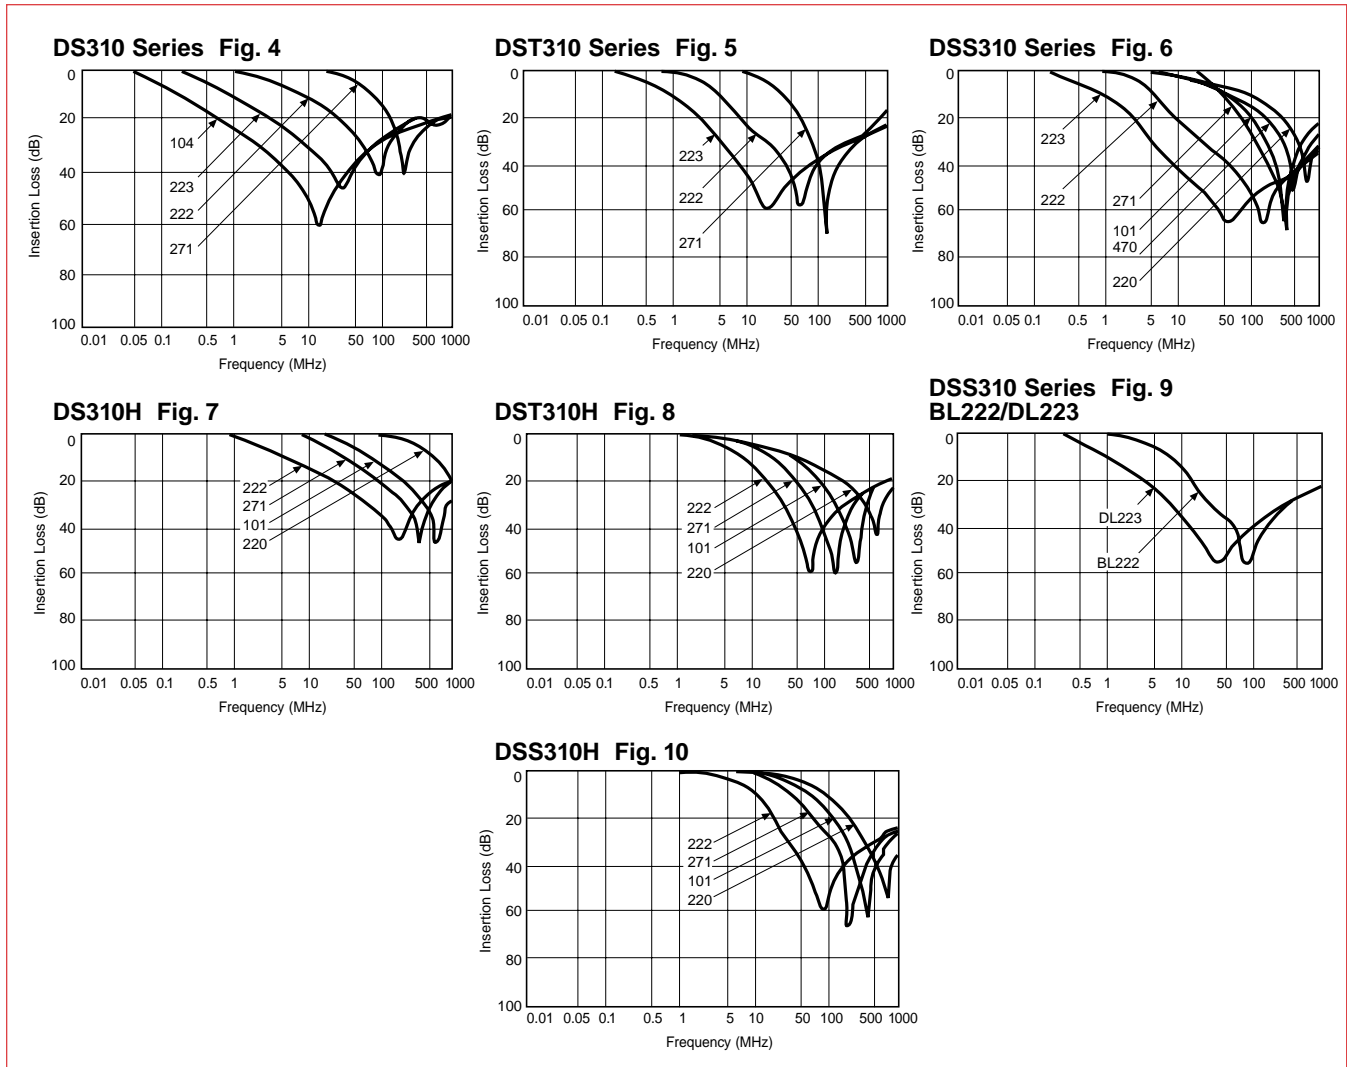 DS310 Series Fig. 4
0
20
40
60
80
100
Insertion Loss (dB)
104
223
222
271
0.01 0.05 0.1 0.5 1 5 10 50 100 500 1000
Frequency (MHz)
DST310 Series Fig. 5
0
20
40
60
80
100
Insertion Loss (dB)
223
222
271
0.01 0.05 0.1 0.5 1 5 10 50 100 500 1000
Frequency (MHz)
DSS310 Series Fig. 6
0
20
40
60
80
100
Insertion Loss (dB)
223
222
271
101
470
220
0.01 0.05 0.1 0.5 1 5 10 50 100 500 1000
Frequency (MHz)
DS310H Fig. 7
0
20
40
60
80
100
Insertion Loss (dB)
222
271
101
220
0.01 0.05 0.1 0.5 1 5 10 50 100 500 1000
Frequency (MHz)
DST310H Fig. 8
0
20
40
60
80
100
Insertion Loss (dB)
222
271
101
220
0.01 0.05 0.1 0.5 1 5 10 50 100 500 1000
Frequency (MHz)
DSS310 Series Fig. 9
BL222/DL223
0
20
40
60
80
100
Insertion Loss (dB)
DL223
BL222
0.01 0.05 0.1 0.5 1 5 10 50 100 500 1000
Frequency (MHz)
DSS310H Fig. 10
0
20
40
60
80
100
Insertion Loss (dB)
222
271
101
220
0.01 0.05 0.1 0.5 1 5 10 50 100 500 1000
Frequency (MHz)